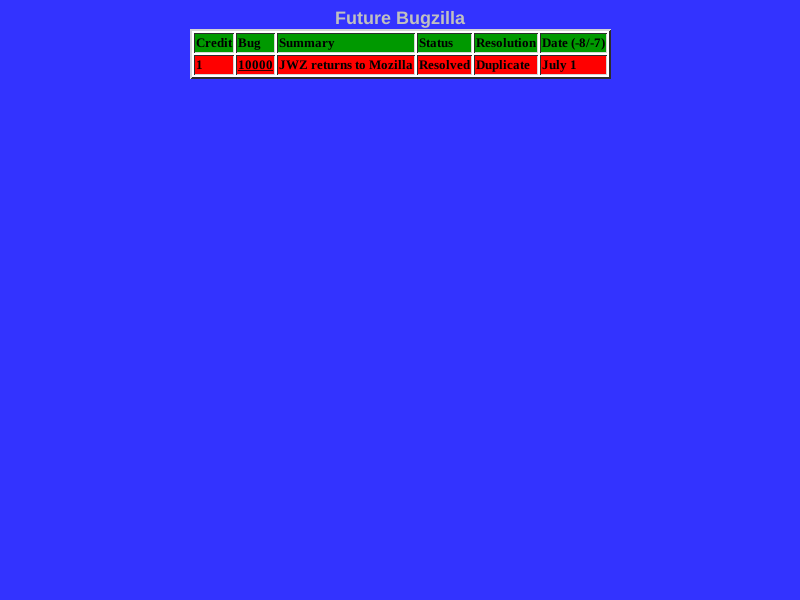 Future Bugzilla
Credit Bug Summary Status Resolution Date (-8/-7)
1 10000 JWZ returns to Mozilla Resolved Duplicate July 1